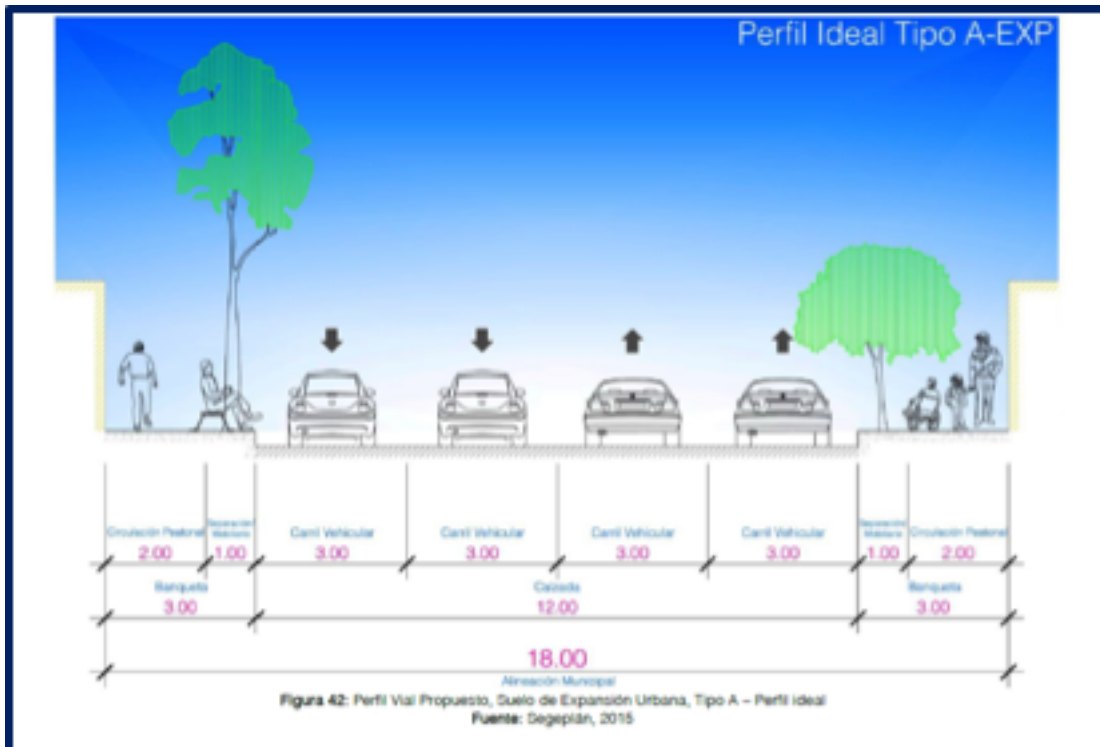 Perfil Ideal Tipo A-EXP
Circulación Peatonal
2.00
1.00
Carril Vehicular
3.00
Carril Vehicular
3.00
Carril Vehicular
3.00
Carril Vehicular
3.00
1.00
Circulación Peatonal
2.00
Banqueta
3.00
Calzada
12.00
Banqueta
3.00
18.00
Alineación Municipal
Figura 42: Perfil Vial Propuesto, Suelo de Expansión Urbana, Tipo A – Perfil ideal
Fuente: Segeplán, 2015